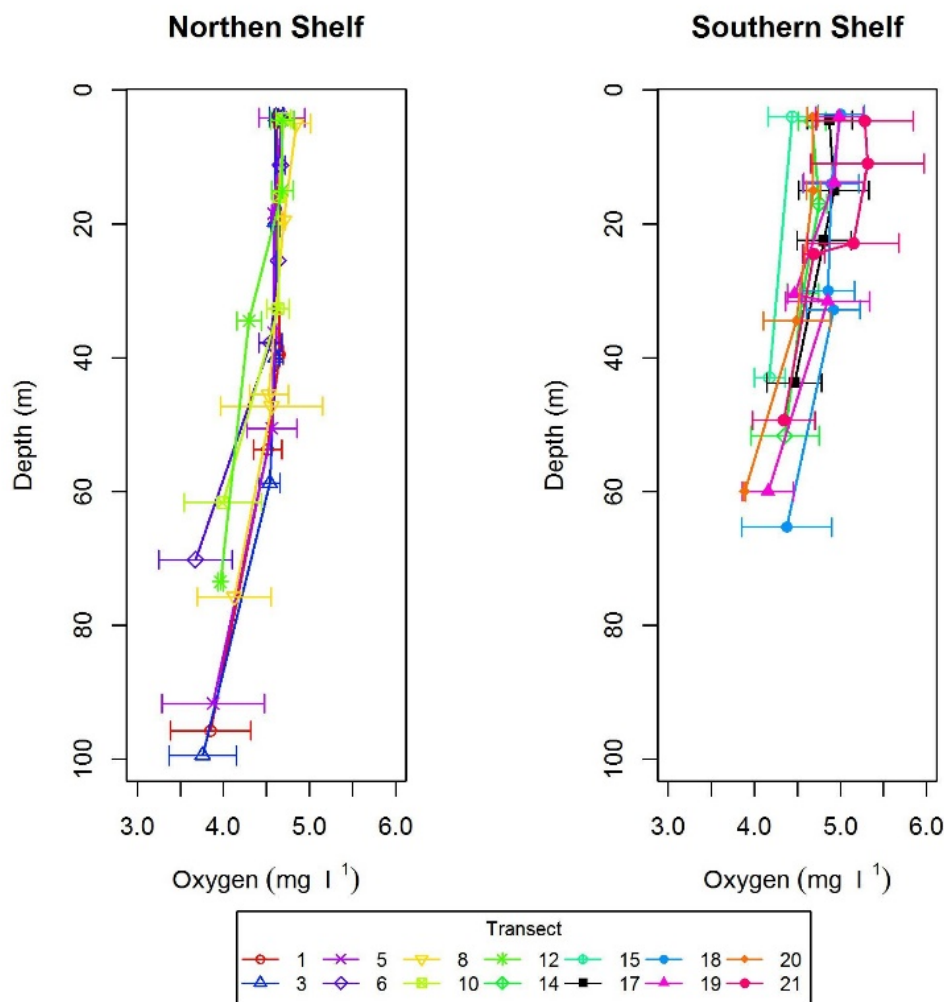 Northen Shelf
Southern Shelf
0
20
40
60
80
100
Depth (m)
3.0 4.0 5.0 6.0
Oxygen (mg l ¹)
0
20
40
60
80
100
Depth (m)
3.0 4.0 5.0 6.0
Oxygen (mg l ¹)
Transect
1 5 8 12 15 18 20
3 6 10 14 17 19 21